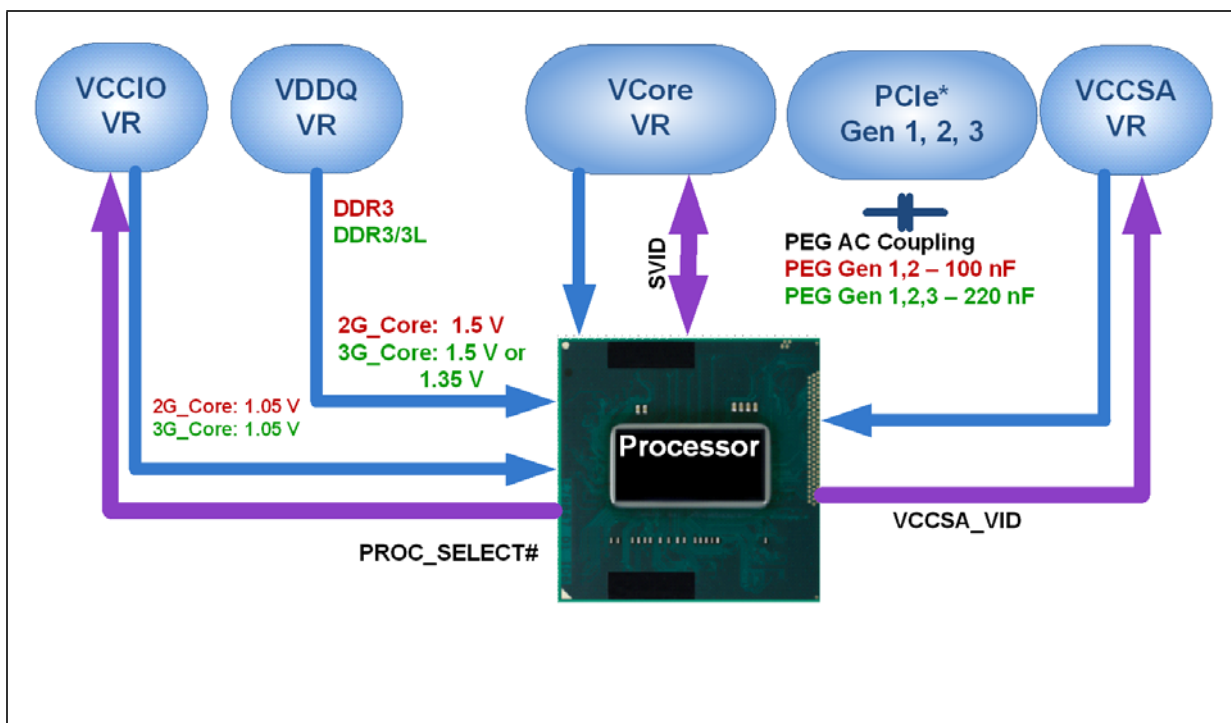 VCCIO
VR
VDDQ
VR
VCore
VR
PCIe*
Gen 1, 2, 3
VCCSA
VR
DDR3
DDR3/3L
SVID
PEG AC Coupling
PEG Gen 1,2 – 100 nF
PEG Gen 1,2,3 – 220 nF
2G_Core: 1.5 V
3G_Core: 1.5 V or
1.35 V
2G_Core: 1.05 V
3G_Core: 1.05 V
Processor
PROC_SELECT#
VCCSA_VID